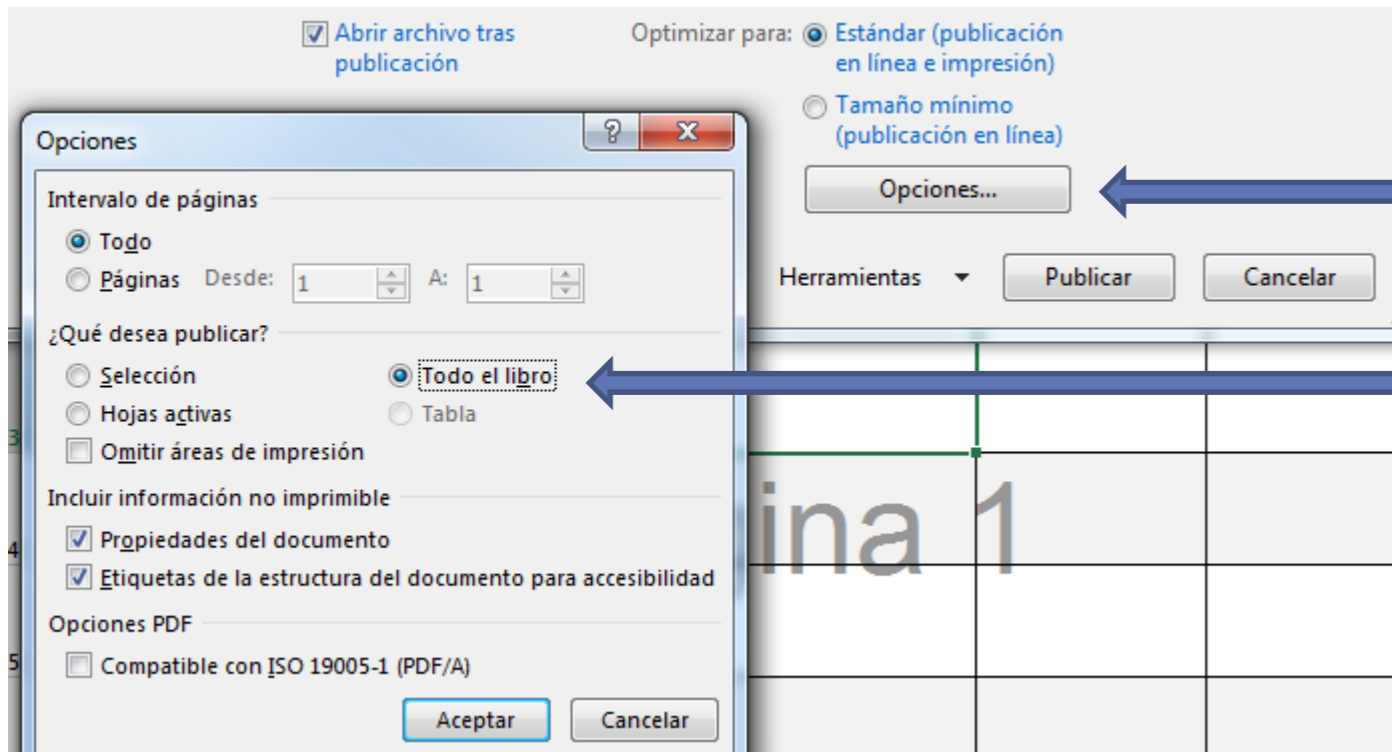 Abrir archivo tras
publicación
Optimizar para:
Estándar (publicación
en línea e impresión)
Tamaño mínimo
(publicación en línea)
Opciones...
Herramientas
Publicar
Cancelar
Opciones
?
Intervalo de páginas
Todo
Páginas Desde: 1 A: 1
¿Qué desea publicar?
Selección
Todo el libro
Hojas activas
Tabla
Omitir áreas de impresión
Incluir información no imprimible
Propiedades del documento
Etiquetas de la estructura del documento para accesibilidad
Opciones PDF
Compatible con ISO 19005-1 (PDF/A)
Aceptar
Cancelar
3
4
5
ina 1